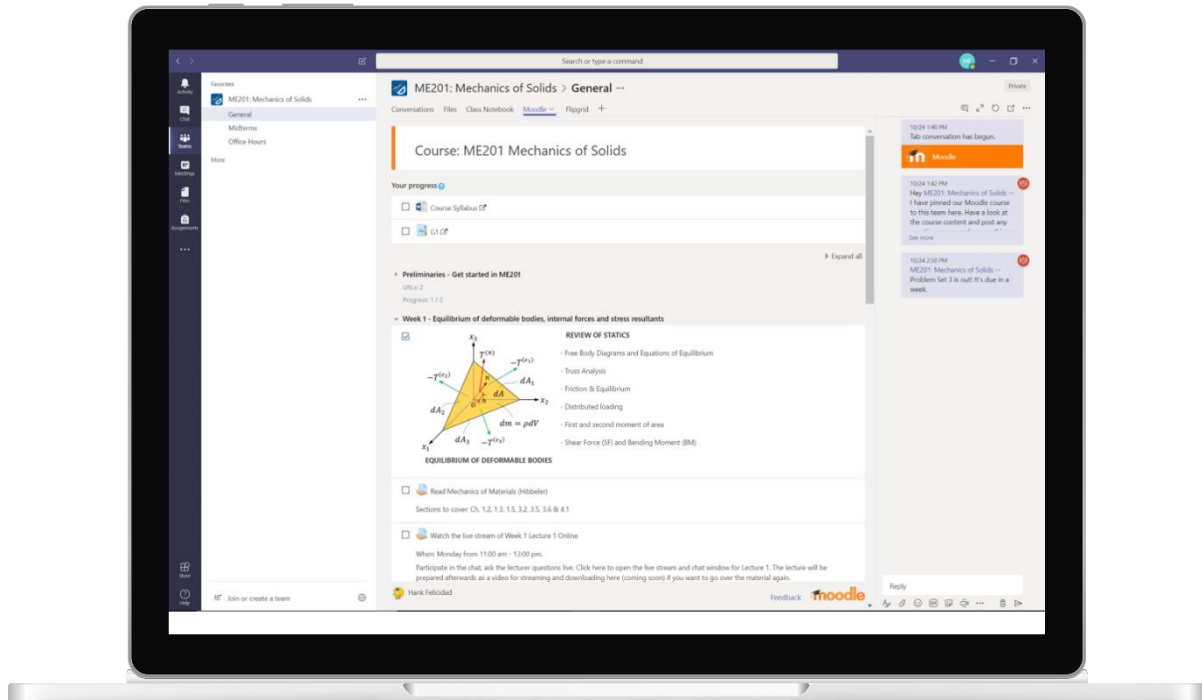 Search or type a command
Activity
Chat
Teams
Meetings
Files
Assignments
Store
Help
Favorites
ME201: Mechanics of Solids
General
Midterms
Office Hours
More
Join or create a team
ME201: Mechanics of Solids > General
Private
Conversations Files Class Notebook Moodle Flipgrid +
Course: ME201 Mechanics of Solids
Your progress
Course Syllabus
G1
Expand all
Preliminaries - Get started in ME201
URLs: 2
Progress: 1 / 2
Week 1 - Equilibrium of deformable bodies, internal forces and stress resultants
x₃
T⁽ⁿ⁾
-T⁽ᵉ¹⁾
-T⁽ᵉ²⁾
n
dA₁
dA
h
O
x₂
dA₂
dm = ρdV
x₁
dA₃
-T⁽ᵉ³⁾
EQUILIBRIUM OF DEFORMABLE BODIES
REVIEW OF STATICS
- Free Body Diagrams and Equations of Equilibrium
- Truss Analysis
- Friction & Equilibrium
- Distributed loading
- First and second moment of area
- Shear Force (SF) and Bending Moment (BM)
Read Mechanics of Materials (Hibbeler)
Sections to cover: Ch, 1.2, 1.3, 1.5, 3.2, 3.5, 3.6 & 4.1
Watch the live stream of Week 1 Lecture 1 Online
When: Monday from 11:00 am - 13:00 pm.
Participate in the chat, ask the lecturer questions live. Click here to open the live stream and chat window for Lecture 1. The lecture will be
prepared afterwards as a video for streaming and downloading here (coming soon) if you want to go over the material again.
Hank Felicidad
Feedback
moodle
10/24 1:40 PM
Tab conversation has begun.
Moodle
10/24 1:42 PM
Hey ME201: Mechanics of Solids --
I have pinned our Moodle course
to this team here. Have a look at
the course content and post any
See more
10/24 2:50 PM
ME201: Mechanics of Solids --
Problem Set 3 is out! It's due in a
week.
Reply